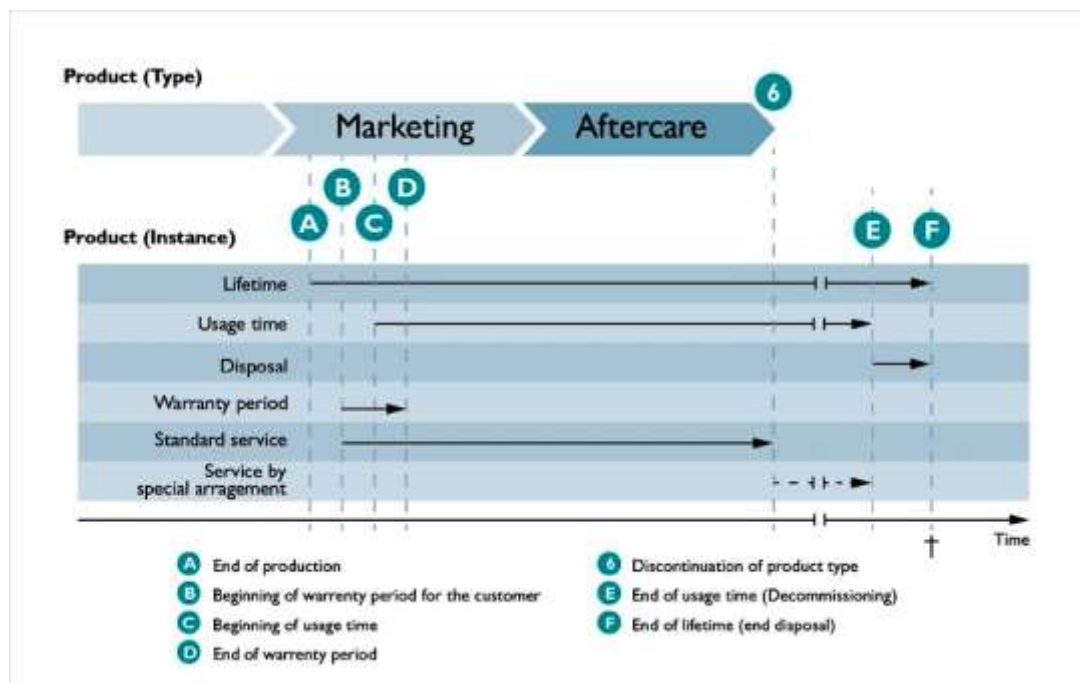 Product (Type)
6
Marketing
Aftercare
B
D
A
C
E
F
Product (Instance)
Lifetime
Usage time
Disposal
Warranty period
Standard service
Service by
special arragement
Time
A End of production
B Beginning of warrenty period for the customer
C Beginning of usage time
D End of warrenty period
6 Discontinuation of product type
E End of usage time (Decommissioning)
F End of lifetime (end disposal)